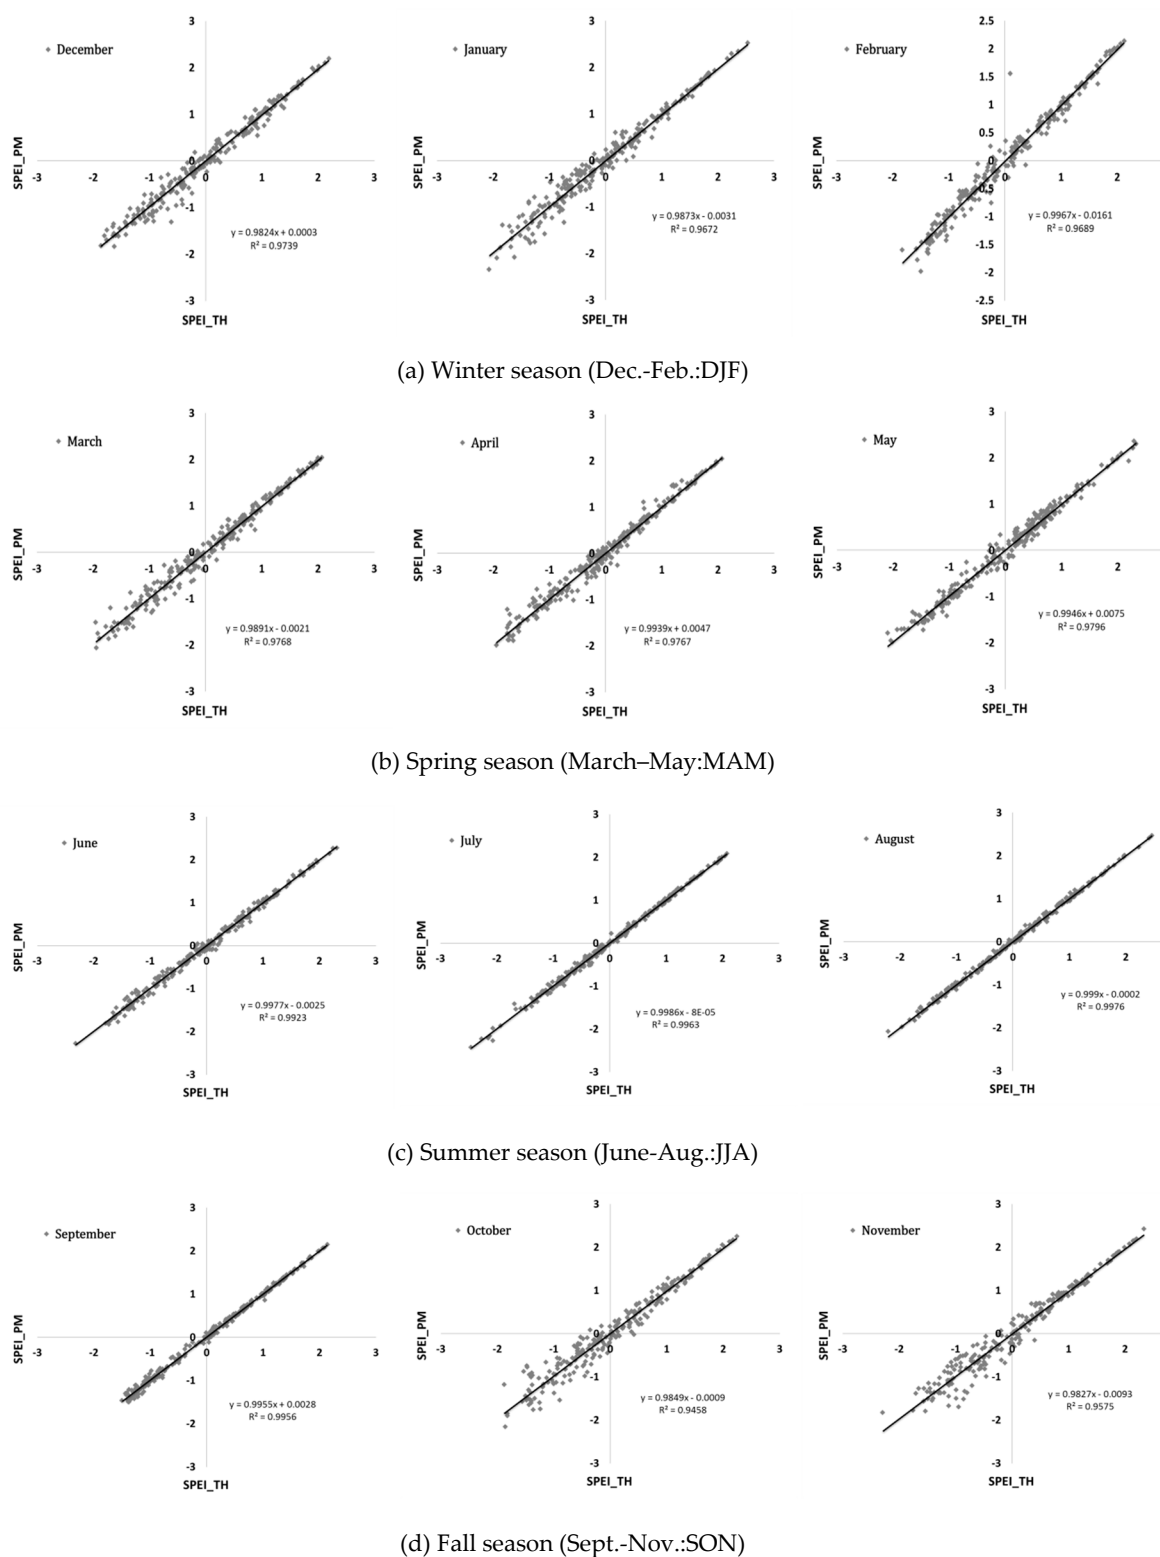 December
January
February
SPEI_PM
SPEI_TH
y = 0.9824x + 0.0003
R² = 0.9739
SPEI_PM
SPEI_TH
y = 0.9873x - 0.0031
R² = 0.9672
SPEI_PM
SPEI_TH
y = 0.9967x - 0.0161
R² = 0.9689
(a) Winter season (Dec.-Feb.:DJF)
March
April
May
SPEI_PM
SPEI_TH
y = 0.9891x - 0.0021
R² = 0.9768
SPEI_PM
SPEI_TH
y = 0.9939x + 0.0047
R² = 0.9767
SPEI_PM
SPEI_TH
y = 0.9946x + 0.0075
R² = 0.9796
(b) Spring season (March–May:MAM)
June
July
August
SPEI_PM
SPEI_TH
y = 0.9977x - 0.0025
R² = 0.9923
SPEI_PM
SPEI_TH
y = 0.9986x - 8E-05
R² = 0.9963
SPEI_PM
SPEI_TH
y = 0.999x - 0.0002
R² = 0.9976
(c) Summer season (June-Aug.:JJA)
September
October
November
SPEI_PM
SPEI_TH
y = 0.9955x + 0.0028
R² = 0.9956
SPEI_PM
SPEI_TH
y = 0.9849x - 0.0009
R² = 0.9458
SPEI_PM
SPEI_TH
y = 0.9827x - 0.0093
R² = 0.9575
(d) Fall season (Sept.-Nov.:SON)